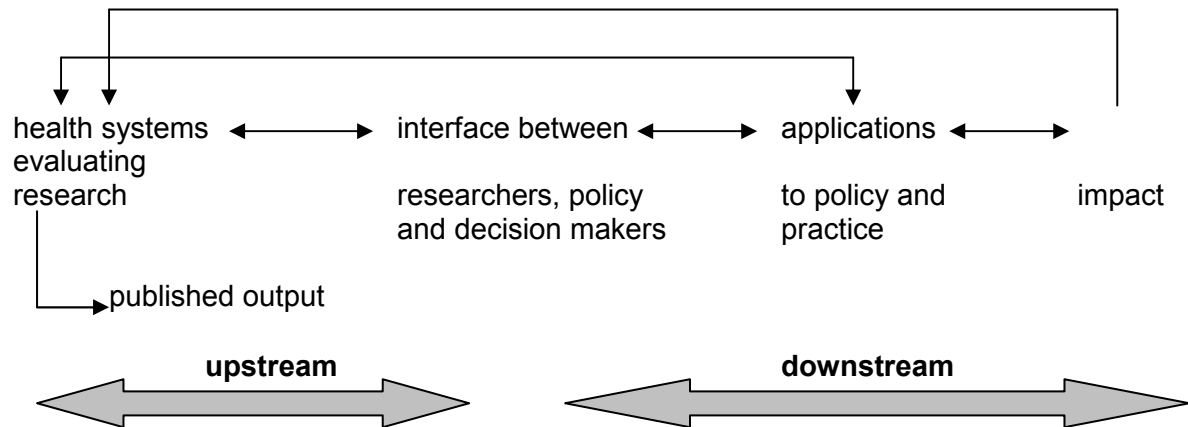 health systems
evaluating
research
interface between
researchers, policy
and decision makers
applications
to policy and
practice
impact
published output
upstream
downstream